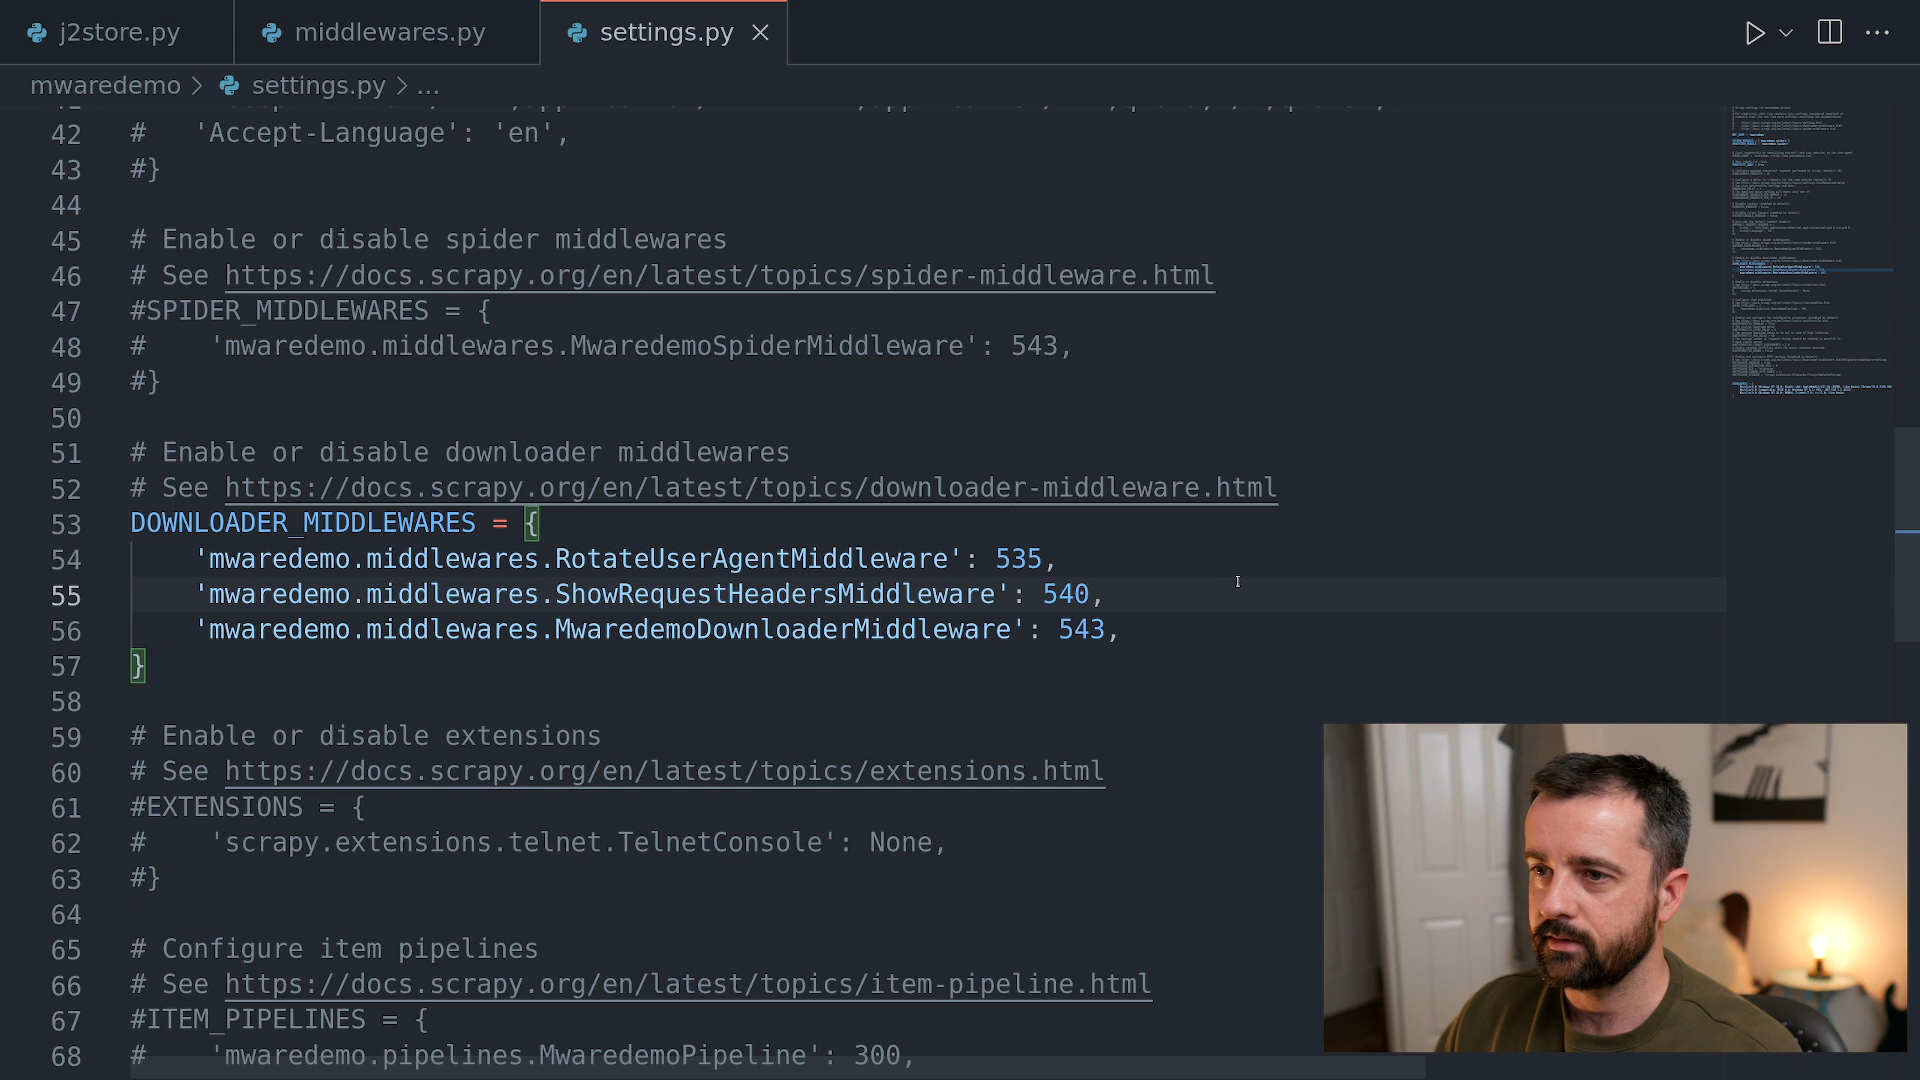 j2store.py
middlewares.py
settings.py
mwaredemo > settings.py > ...
42 # 'Accept-Language': 'en',
43 #}
44
45 # Enable or disable spider middlewares
46 # See https://docs.scrapy.org/en/latest/topics/spider-middleware.html
47 #SPIDER_MIDDLEWARES = {
48 #    'mwaredemo.middlewares.MwaredemoSpiderMiddleware': 543,
49 #}
50
51 # Enable or disable downloader middlewares
52 # See https://docs.scrapy.org/en/latest/topics/downloader-middleware.html
53 DOWNLOADER_MIDDLEWARES = {
54     'mwaredemo.middlewares.RotateUserAgentMiddleware': 535,
55     'mwaredemo.middlewares.ShowRequestHeadersMiddleware': 540,
56     'mwaredemo.middlewares.MwaredemoDownloaderMiddleware': 543,
57 }
58
59 # Enable or disable extensions
60 # See https://docs.scrapy.org/en/latest/topics/extensions.html
61 #EXTENSIONS = {
62 #    'scrapy.extensions.telnet.TelnetConsole': None,
63 #}
64
65 # Configure item pipelines
66 # See https://docs.scrapy.org/en/latest/topics/item-pipeline.html
67 #ITEM_PIPELINES = {
68 #    'mwaredemo.pipelines.MwaredemoPipeline': 300,